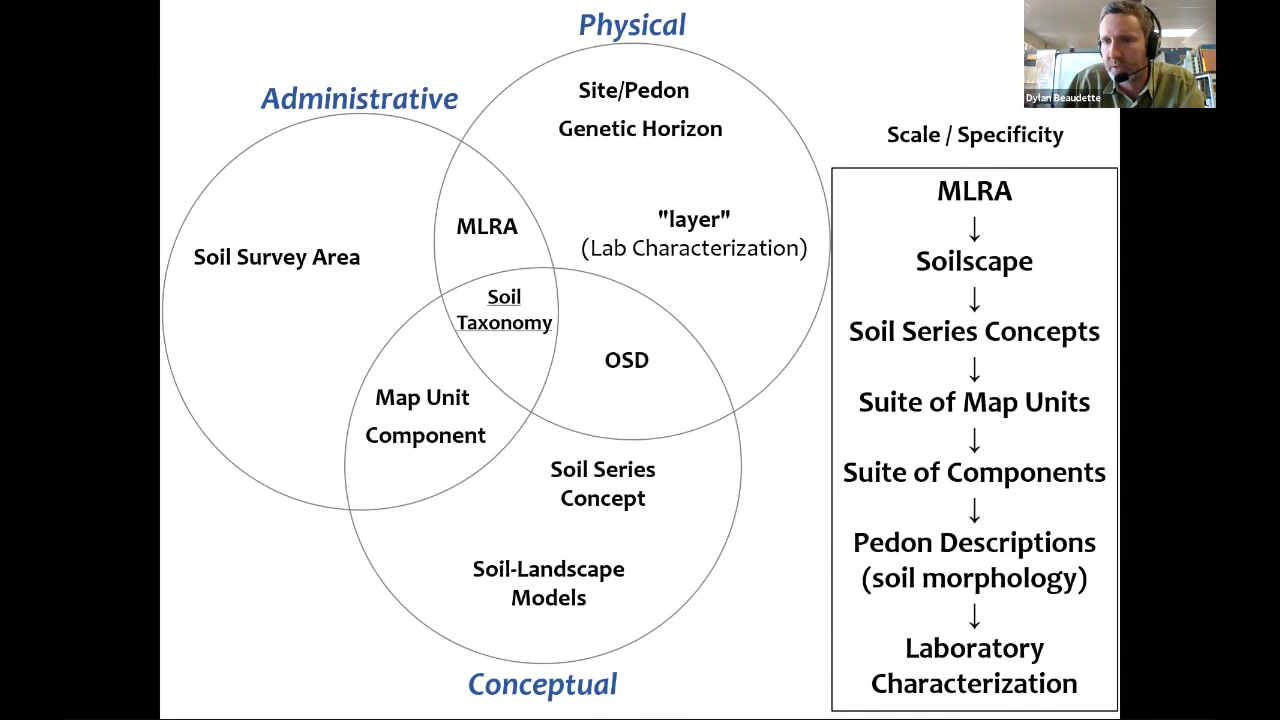 Physical
Administrative
Site/Pedon
Genetic Horizon
MLRA
"layer"
(Lab Characterization)
Soil Survey Area
Soil
Taxonomy
OSD
Map Unit
Component
Soil Series
Concept
Soil-Landscape
Models
Conceptual
Dylan Beaudette
Scale / Specificity
MLRA
↓
Soilscape
↓
Soil Series Concepts
↓
Suite of Map Units
↓
Suite of Components
↓
Pedon Descriptions
(soil morphology)
↓
Laboratory
Characterization